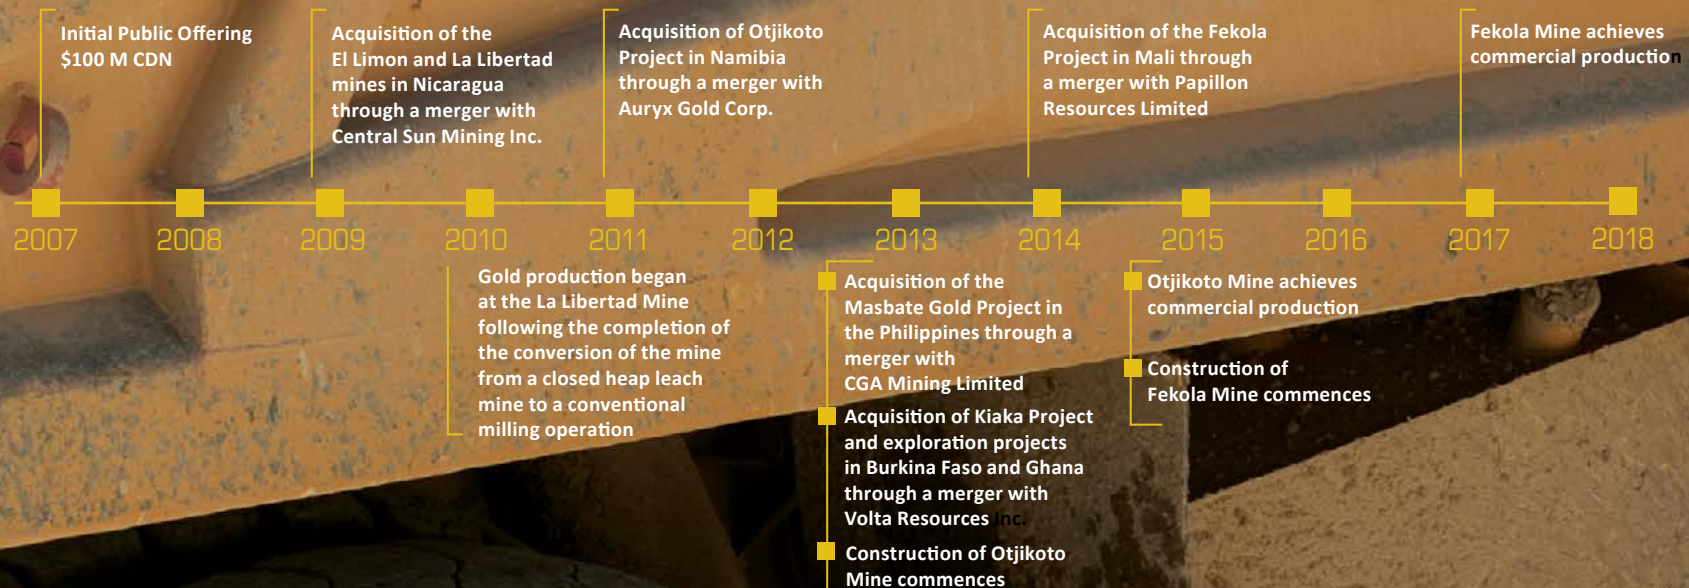 Initial Public Offering
$100 M CDN
Acquisition of the
El Limon and La Libertad
mines in Nicaragua
through a merger with
Central Sun Mining Inc.
Acquisition of Otjikoto
Project in Namibia
through a merger with
Auryx Gold Corp.
Acquisition of the Fekola
Project in Mali through
a merger with Papillon
Resources Limited
Fekola Mine achieves
commercial production
2007 2008 2009 2010 2011 2012 2013 2014 2015 2016 2017 2018
Gold production began
at the La Libertad Mine
following the completion of
the conversion of the mine
from a closed heap leach
mine to a conventional
milling operation
Acquisition of the
Masbate Gold Project in
the Philippines through a
merger with
CGA Mining Limited
Acquisition of Kiaka Project
and exploration projects
in Burkina Faso and Ghana
through a merger with
Volta Resources Inc.
Construction of Otjikoto
Mine commences
Otjikoto Mine achieves
commercial production
Construction of
Fekola Mine commences